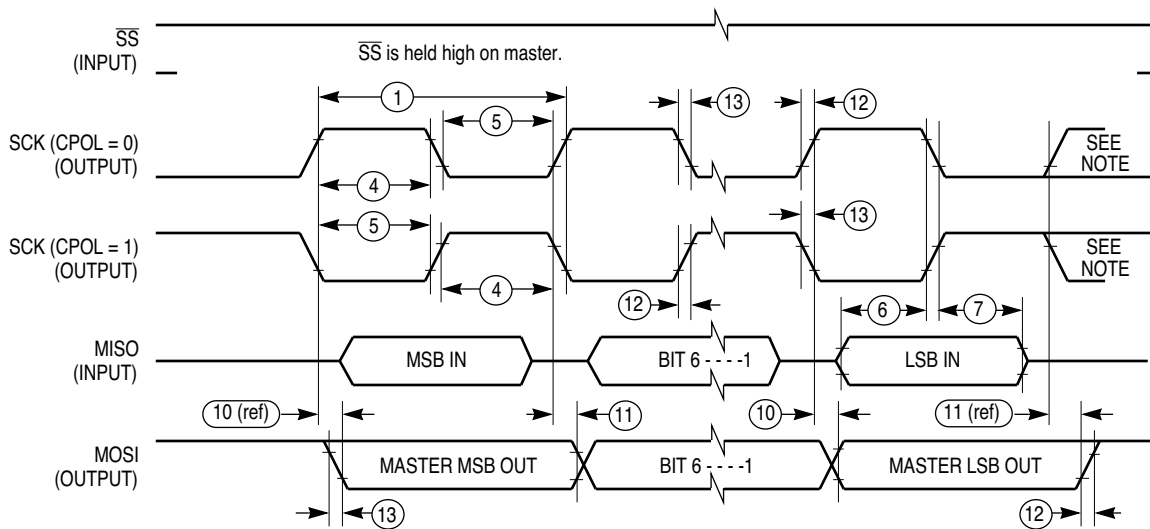 S̅S̅
(INPUT)
S̅S̅ is held high on master.
1
13
12
5
SCK (CPOL = 0)
(OUTPUT)
SEE
NOTE
4
5
13
SCK (CPOL = 1)
(OUTPUT)
SEE
NOTE
4
12
6
7
MISO
(INPUT)
MSB IN
BIT 6 - - - - -1
LSB IN
10 (ref)
11
10
11 (ref)
MOSI
(OUTPUT)
MASTER MSB OUT
BIT 6 - - - - -1
MASTER LSB OUT
13
12